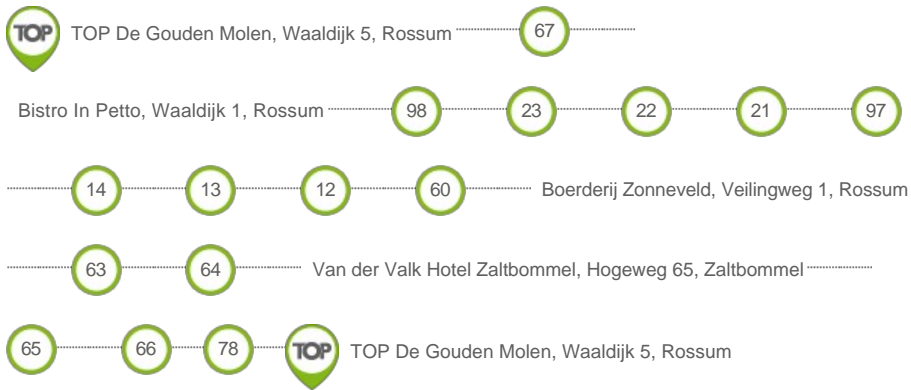 TOP TOP De Gouden Molen, Waaldijk 5, Rossum 67
Bistro In Petto, Waaldijk 1, Rossum 98 23 22 21 97
14 13 12 60 Boerderij Zonneveld, Veilingweg 1, Rossum
63 64 Van der Valk Hotel Zaltbommel, Hogeweg 65, Zaltbommel
65 66 78 TOP TOP De Gouden Molen, Waaldijk 5, Rossum